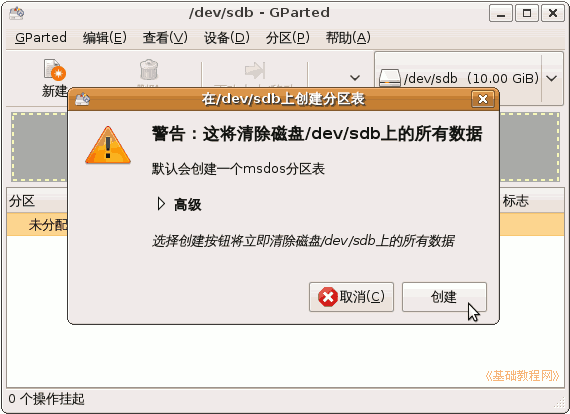 /dev/sdb - GParted
GParted 编辑(E) 查看(V) 设备(D) 分区(P) 帮助(A)
新建
/dev/sdb (10.00 GiB)
在/dev/sdb上创建分区表
警告：这将清除磁盘/dev/sdb上的所有数据
默认会创建一个msdos分区表
高级
选择创建按钮将立即清除磁盘/dev/sdb上的所有数据
取消(C) 创建
分区 标志
未分配
《基础教程网》
0 个操作挂起